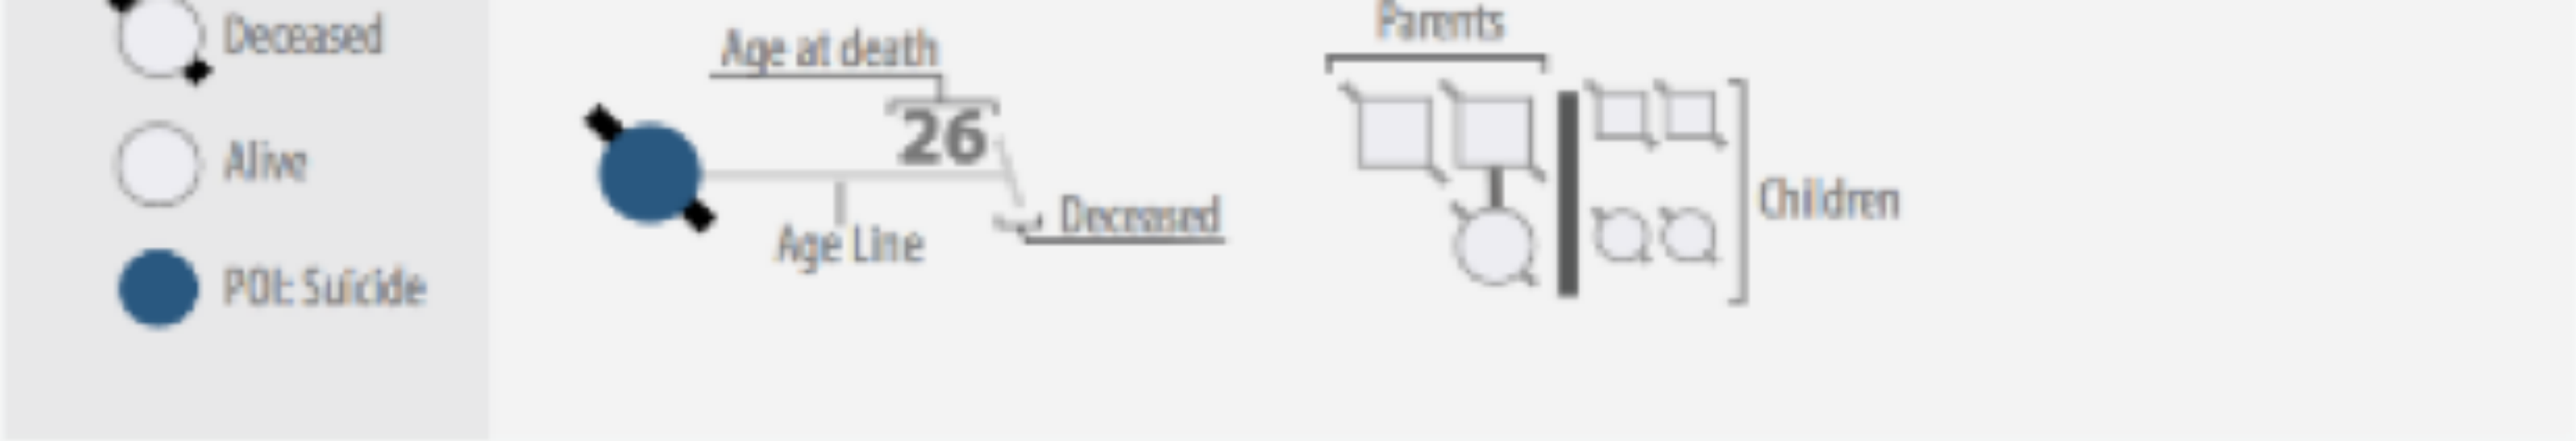 Deceased
Alive
POI: Suicide
Age at death
26
Age Line
Deceased
Parents
Children